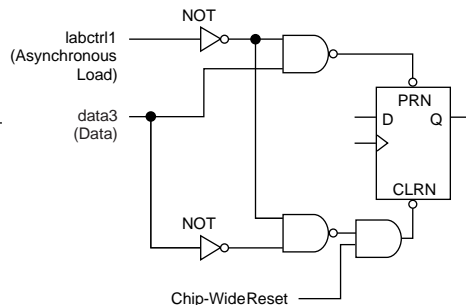 NOT
labctrl1
(Asynchronous
Load)
PRN
data3
(Data)
D Q
CLRN
NOT
Chip-WideReset